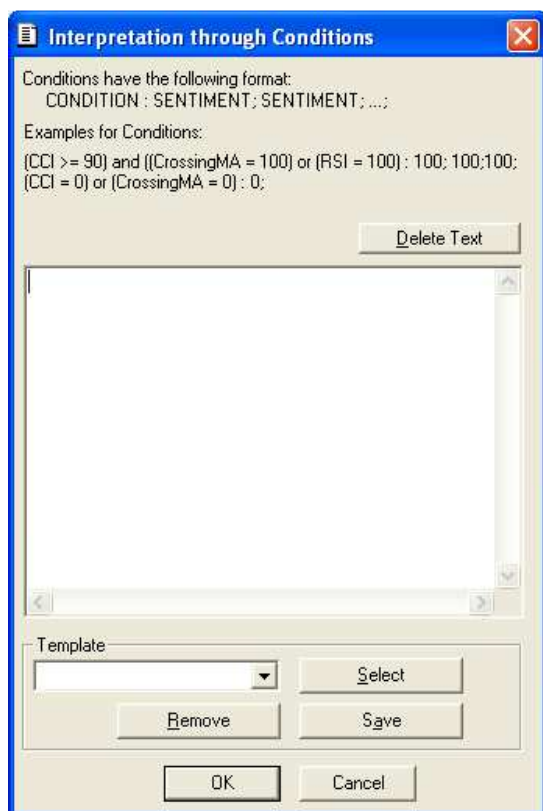 Interpretation through Conditions
Conditions have the following format:
CONDITION : SENTIMENT; SENTIMENT; ...;
Examples for Conditions:
(CCI >= 90) and ((CrossingMA = 100) or (RSI = 100) : 100; 100;100;
(CCI = 0) or (CrossingMA = 0) : 0;
Delete Text
Template
Select
Remove
Save
OK
Cancel